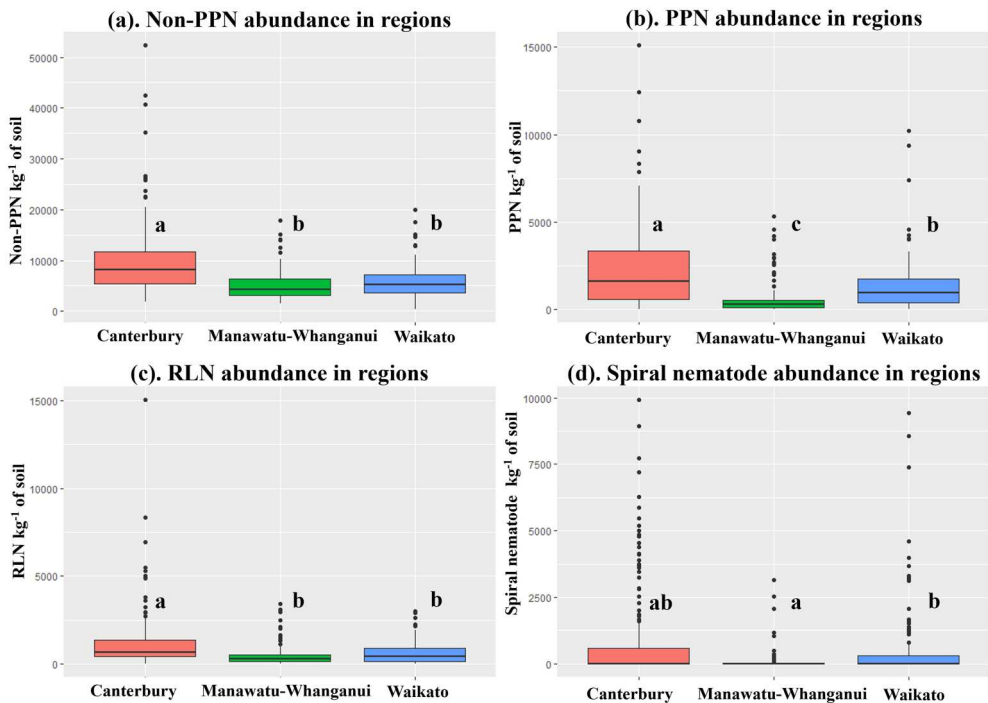 (a). Non-PPN abundance in regions
Non-PPN kg-1 of soil
50000
40000
30000
20000
10000
0
a
b
b
Canterbury
Manawatu-Whanganui
Waikato
(b). PPN abundance in regions
PPN kg-1 of soil
15000
10000
5000
0
a
c
b
Canterbury
Manawatu-Whanganui
Waikato
(c). RLN abundance in regions
RLN kg-1 of soil
15000
10000
5000
0
a
b
b
Canterbury
Manawatu-Whanganui
Waikato
(d). Spiral nematode abundance in regions
Spiral nematode kg-1 of soil
10000
7500
5000
2500
0
ab
a
b
Canterbury
Manawatu-Whanganui
Waikato